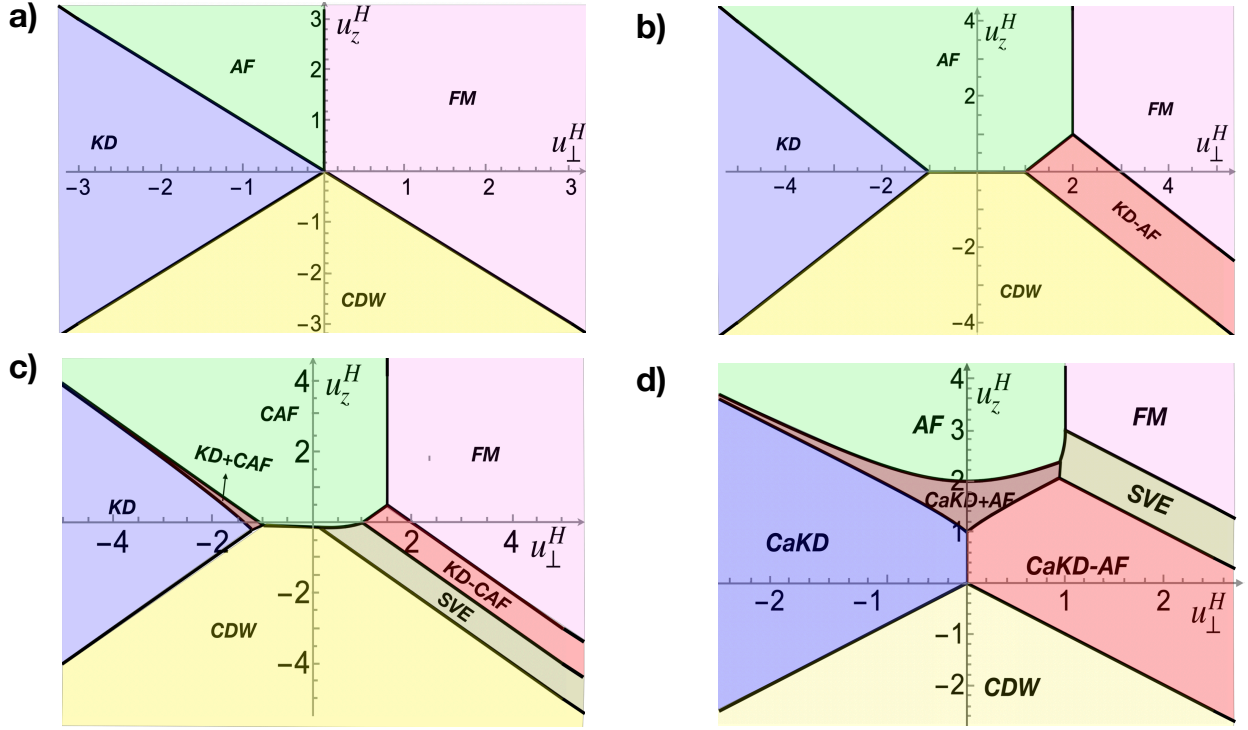 a)
3
u_z^H
AF
2
FM
1
KD
u_⊥^H
−3 −2 −1 1 2 3
−1
−2
CDW
−3
b)
4
u_z^H
AF
2
FM
KD
u_⊥^H
−4 −2 2 4
KD-AF
−2
CDW
−4
c)
4
u_z^H
CAF
KD+CAF
2
FM
KD
−4 −2 2 4
u_⊥^H
KD-CAF
−2
SVE
CDW
−4
d)
4
u_z^H
AF
FM
3
2
SVE
CaKD+AF
1
CaKD
CaKD-AF
−2 −1 1 2
u_⊥^H
−1
−2
CDW